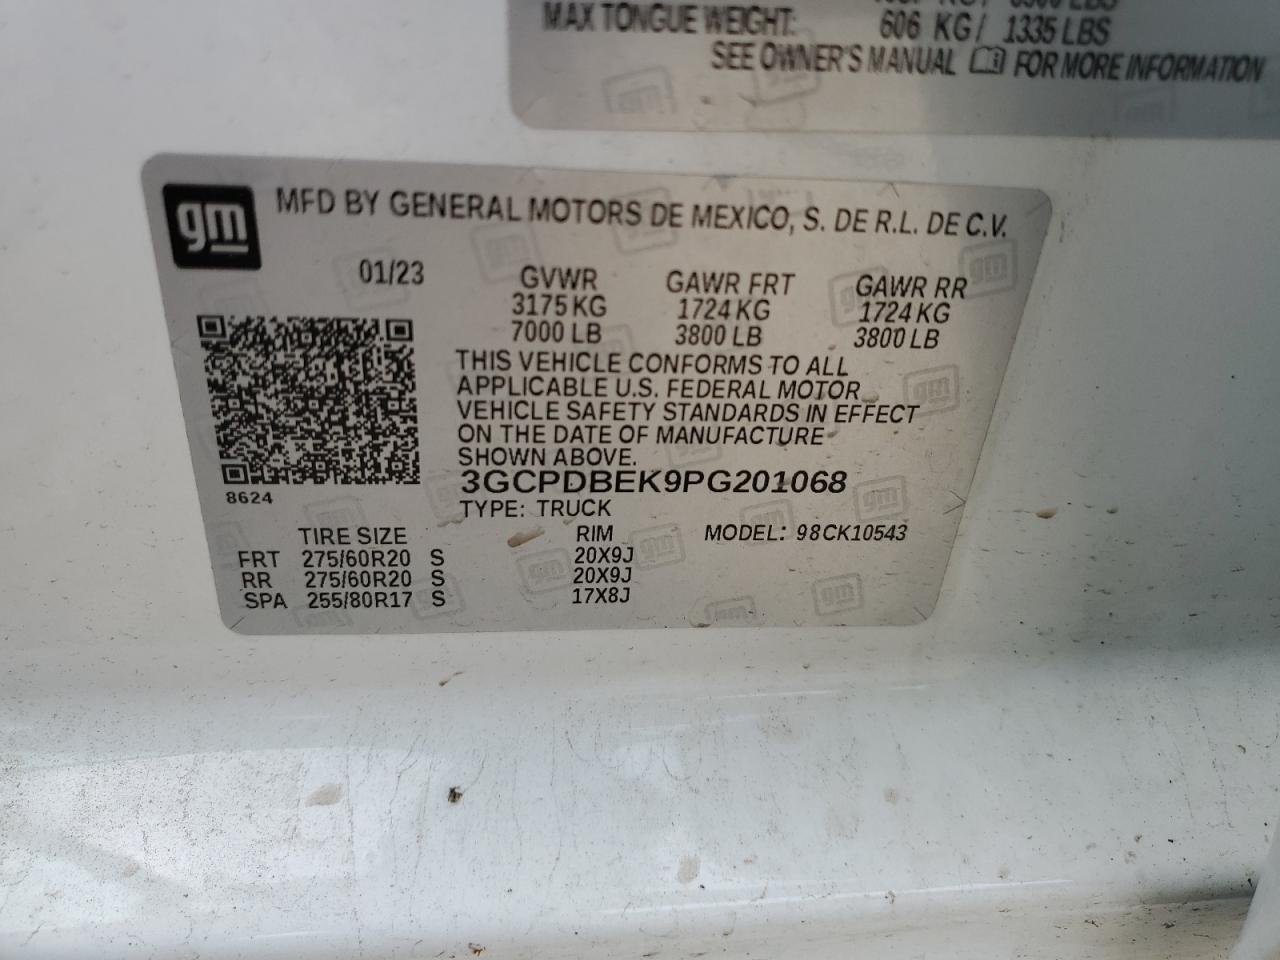 MAX TONGUE WEIGHT: 606 KG / 1335 LBS
SEE OWNER'S MANUAL FOR MORE INFORMATION
gm
MFD BY GENERAL MOTORS DE MEXICO, S. DE R.L. DE C.V.
01/23 GVWR GAWR FRT GAWR RR
3175 KG 1724 KG 1724 KG
7000 LB 3800 LB 3800 LB
THIS VEHICLE CONFORMS TO ALL
APPLICABLE U.S. FEDERAL MOTOR
VEHICLE SAFETY STANDARDS IN EFFECT
ON THE DATE OF MANUFACTURE
SHOWN ABOVE.
3GCPDBEK9PG201068
8624
TYPE: TRUCK
TIRE SIZE RIM MODEL: 98CK10543
FRT 275/60R20 S 20X9J
RR 275/60R20 S 20X9J
SPA 255/80R17 S 17X8J